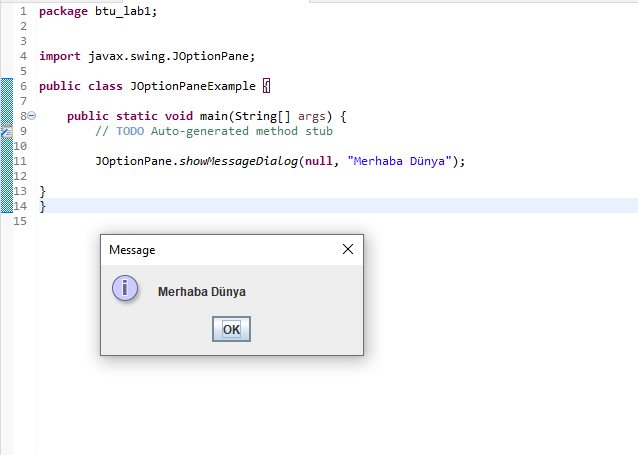 1 package btu_lab1;
2
3
4 import javax.swing.JOptionPane;
5
6 public class JOptionPaneExample {
7
8 public static void main(String[] args) {
9 // TODO Auto-generated method stub
10
11 JOptionPane.showMessageDialog(null, "Merhaba Dünya");
12
13 }
14 }
15
Message
Merhaba Dünya
OK